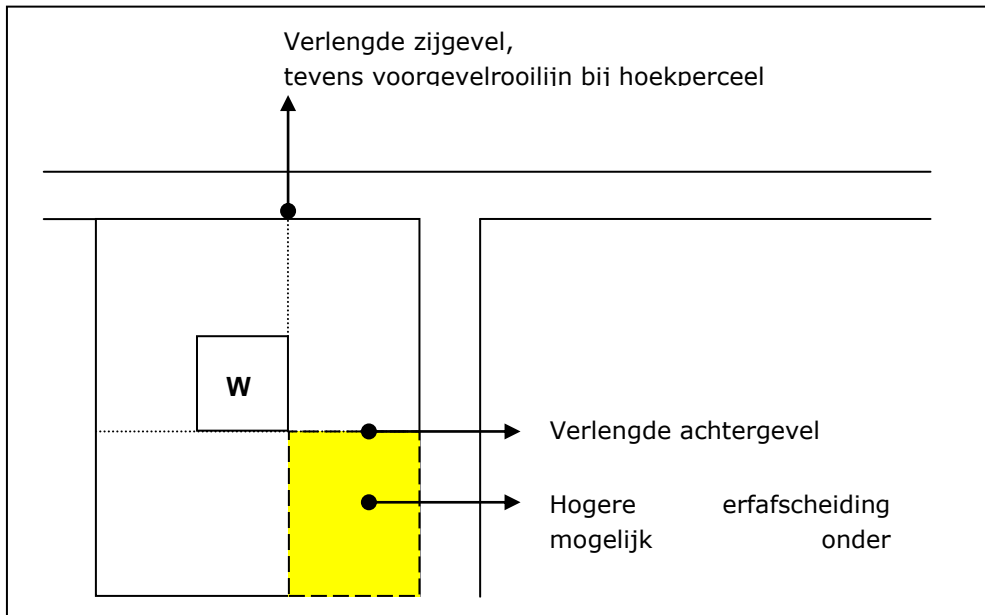 Verlengde zijgevel,
tevens voorgevelrooilijn bij hoekperceel
W
Verlengde achtergevel
Hogere erfafscheiding
mogelijk onder